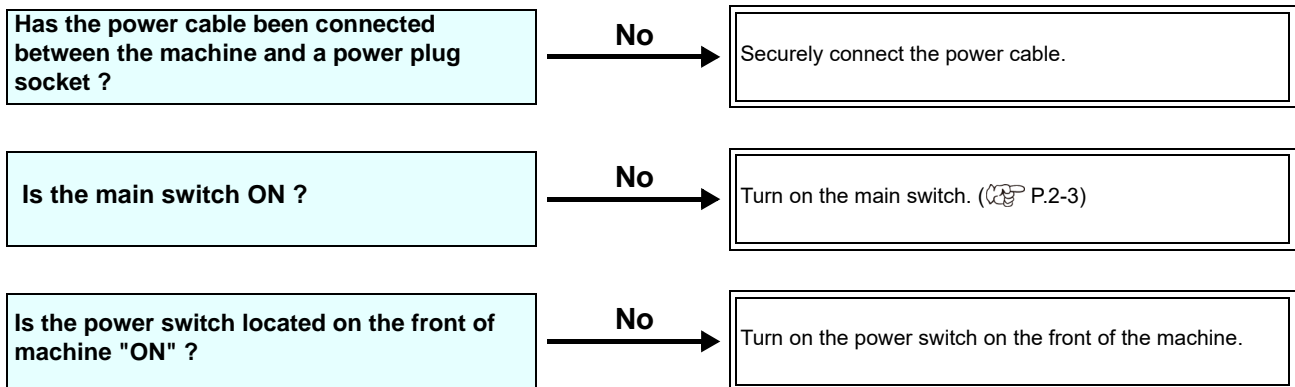 Has the power cable been connected
between the machine and a power plug
socket ?
No
Securely connect the power cable.
Is the main switch ON ?
No
Turn on the main switch. ( P.2-3)
Is the power switch located on the front of
machine "ON" ?
No
Turn on the power switch on the front of the machine.